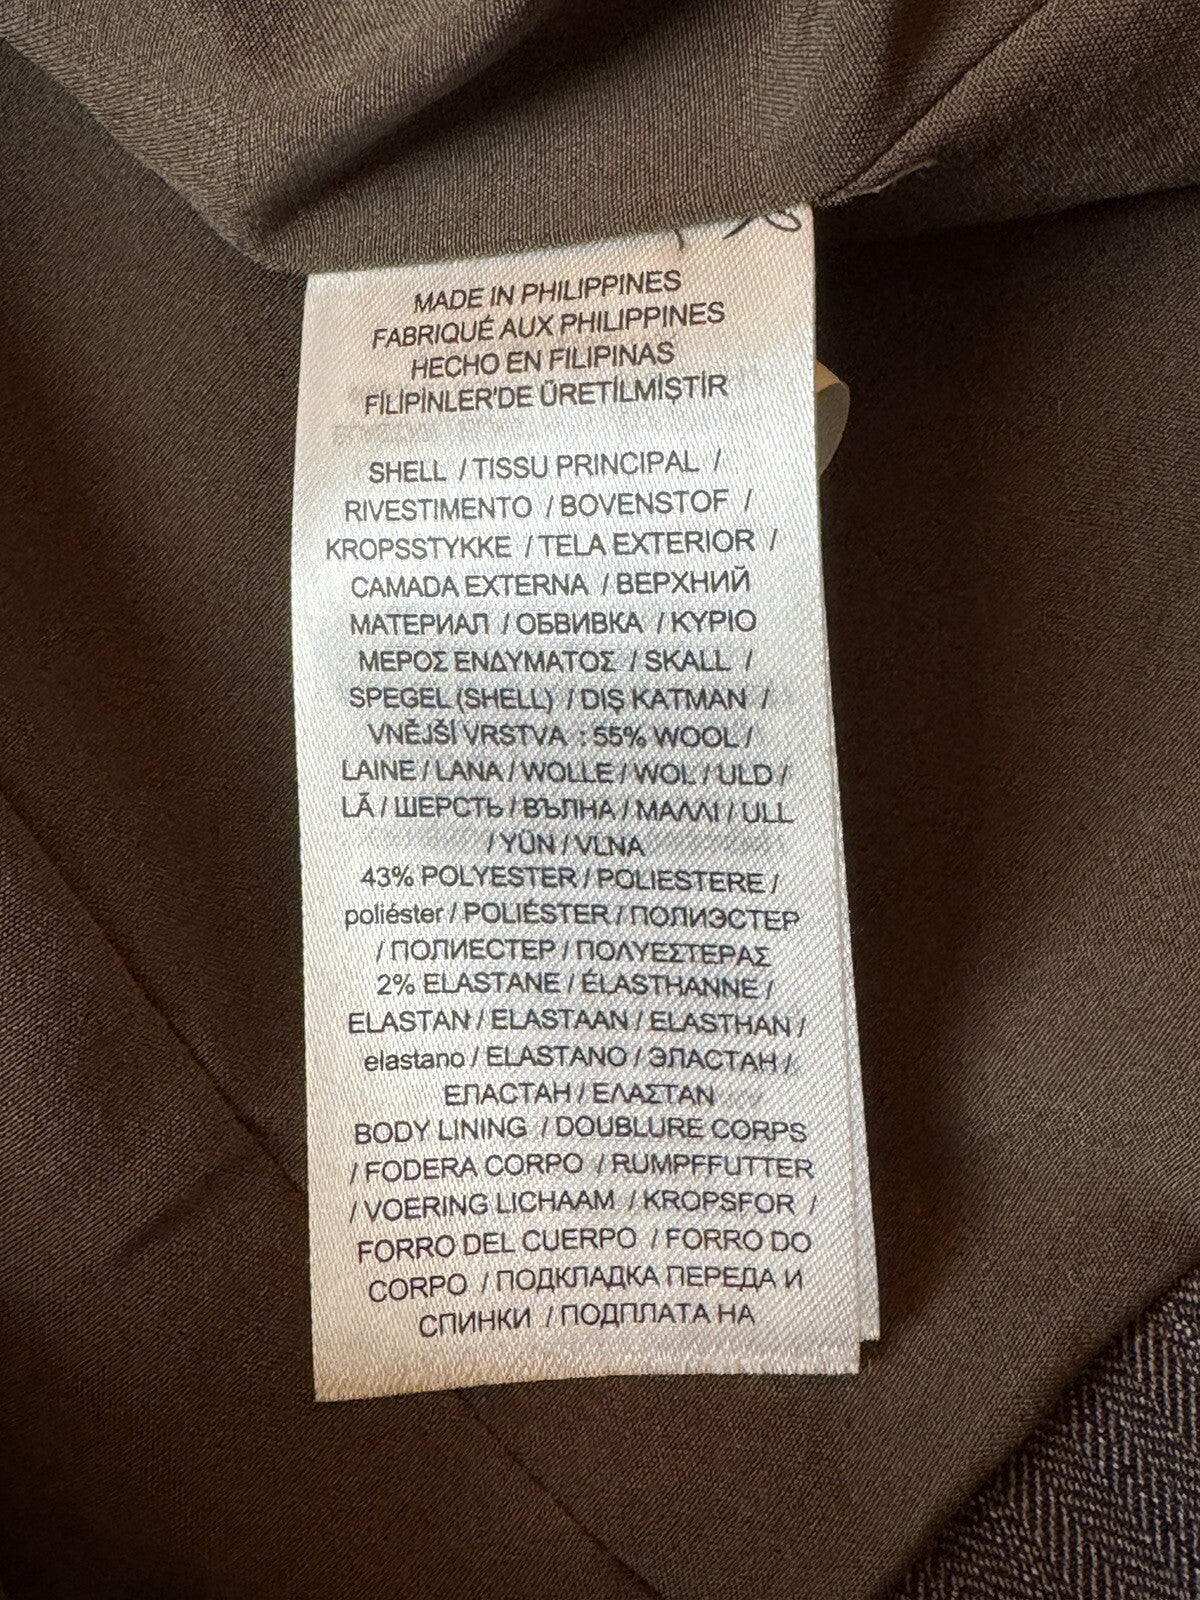 MADE IN PHILIPPINES
FABRIQUÉ AUX PHILIPPINES
HECHO EN FILIPINAS
FİLİPİNLER'DE ÜRETİLMİŞTİR
SHELL / TISSU PRINCIPAL /
RIVESTIMENTO / BOVENSTOF /
KROPSSTYKKE / TELA EXTERIOR /
CAMADA EXTERNA / ВЕРХНИЙ
МАТЕРИАЛ / ОБВИВКА / ΚΥΡΙΟ
ΜΕΡΟΣ ΕΝΔΥΜΑΤΟΣ / SKALL /
SPEGEL (SHELL) / DIŞ KATMAN /
VNĚJŠÍ VRSTVA : 55% WOOL /
LAINE / LANA / WOLLE / WOL / ULD /
LÃ / ШЕРСТЬ / ВЪЛНА / ΜΑΛΛΙ / ULL
/ YÜN / VLNA
43% POLYESTER / POLIESTERE /
poliéster / POLIÉSTER / ПОЛИЭСТЕР
/ ПОЛИЕСТЕР / ΠΟΛΥΕΣΤΕΡΑΣ
2% ELASTANE / ÉLASTHANNE /
ELASTAN / ELASTAAN / ELASTHAN /
elastano / ELASTANO / ЭЛАСТАН /
ЕЛАСТАН / ΕΛΑΣΤΑΝ
BODY LINING / DOUBLURE CORPS
/ FODERA CORPO / RUMPFFUTTER
/ VOERING LICHAAM / KROPSFOR /
FORRO DEL CUERPO / FORRO DO
CORPO / ПОДКЛАДКА ПЕРЕДА И
СПИНКИ / ПОДПЛАТА НА